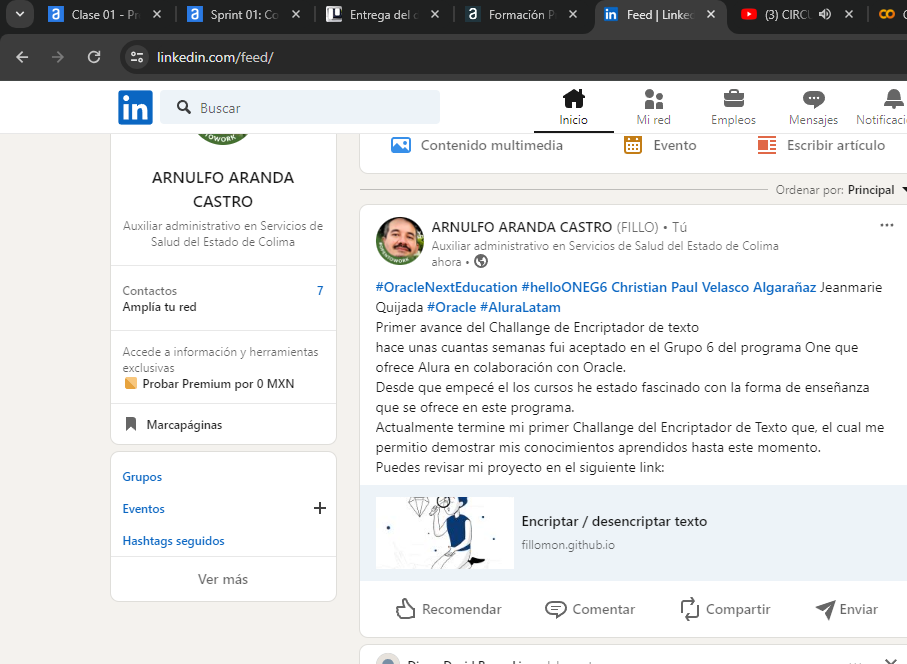 Clase 01 - Pr
Sprint 01: Co
Entrega del d
Formación P
Feed | Linke
(3) CIRCU
linkedin.com/feed/
in
Buscar
Inicio
Mi red
Empleos
Mensajes
Notificaci
Contenido multimedia
Evento
Escribir artículo
ARNULFO ARANDA
CASTRO
Auxiliar administrativo en Servicios de
Salud del Estado de Colima
Contactos 7
Amplía tu red
Accede a información y herramientas
exclusivas
Probar Premium por 0 MXN
Marcapáginas
Grupos
Eventos
Hashtags seguidos
Ver más
Ordenar por: Principal
ARNULFO ARANDA CASTRO (FILLO) • Tú
Auxiliar administrativo en Servicios de Salud del Estado de Colima
ahora •
#OracleNextEducation #helloONEG6 Christian Paul Velasco Algarañaz Jeanmarie
Quijada #Oracle #AluraLatam
Primer avance del Challange de Encriptador de texto
hace unas cuantas semanas fui aceptado en el Grupo 6 del programa One que
ofrece Alura en colaboración con Oracle.
Desde que empecé el los cursos he estado fascinado con la forma de enseñanza
que se ofrece en este programa.
Actualmente termine mi primer Challange del Encriptador de Texto que, el cual me
permitio demostrar mis conocimientos aprendidos hasta este momento.
Puedes revisar mi proyecto en el siguiente link:
Encriptar / desencriptar texto
fillomon.github.io
Recomendar
Comentar
Compartir
Enviar